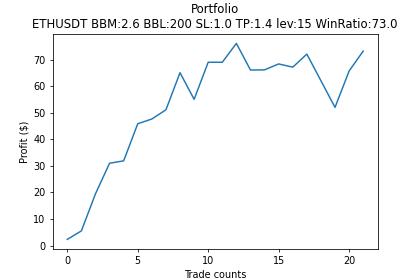 Portfolio
ETHUSDT BBM:2.6 BBL:200 SL:1.0 TP:1.4 lev:15 WinRatio:73.0
Profit ($)
70
60
50
40
30
20
10
0
0 5 10 15 20
Trade counts